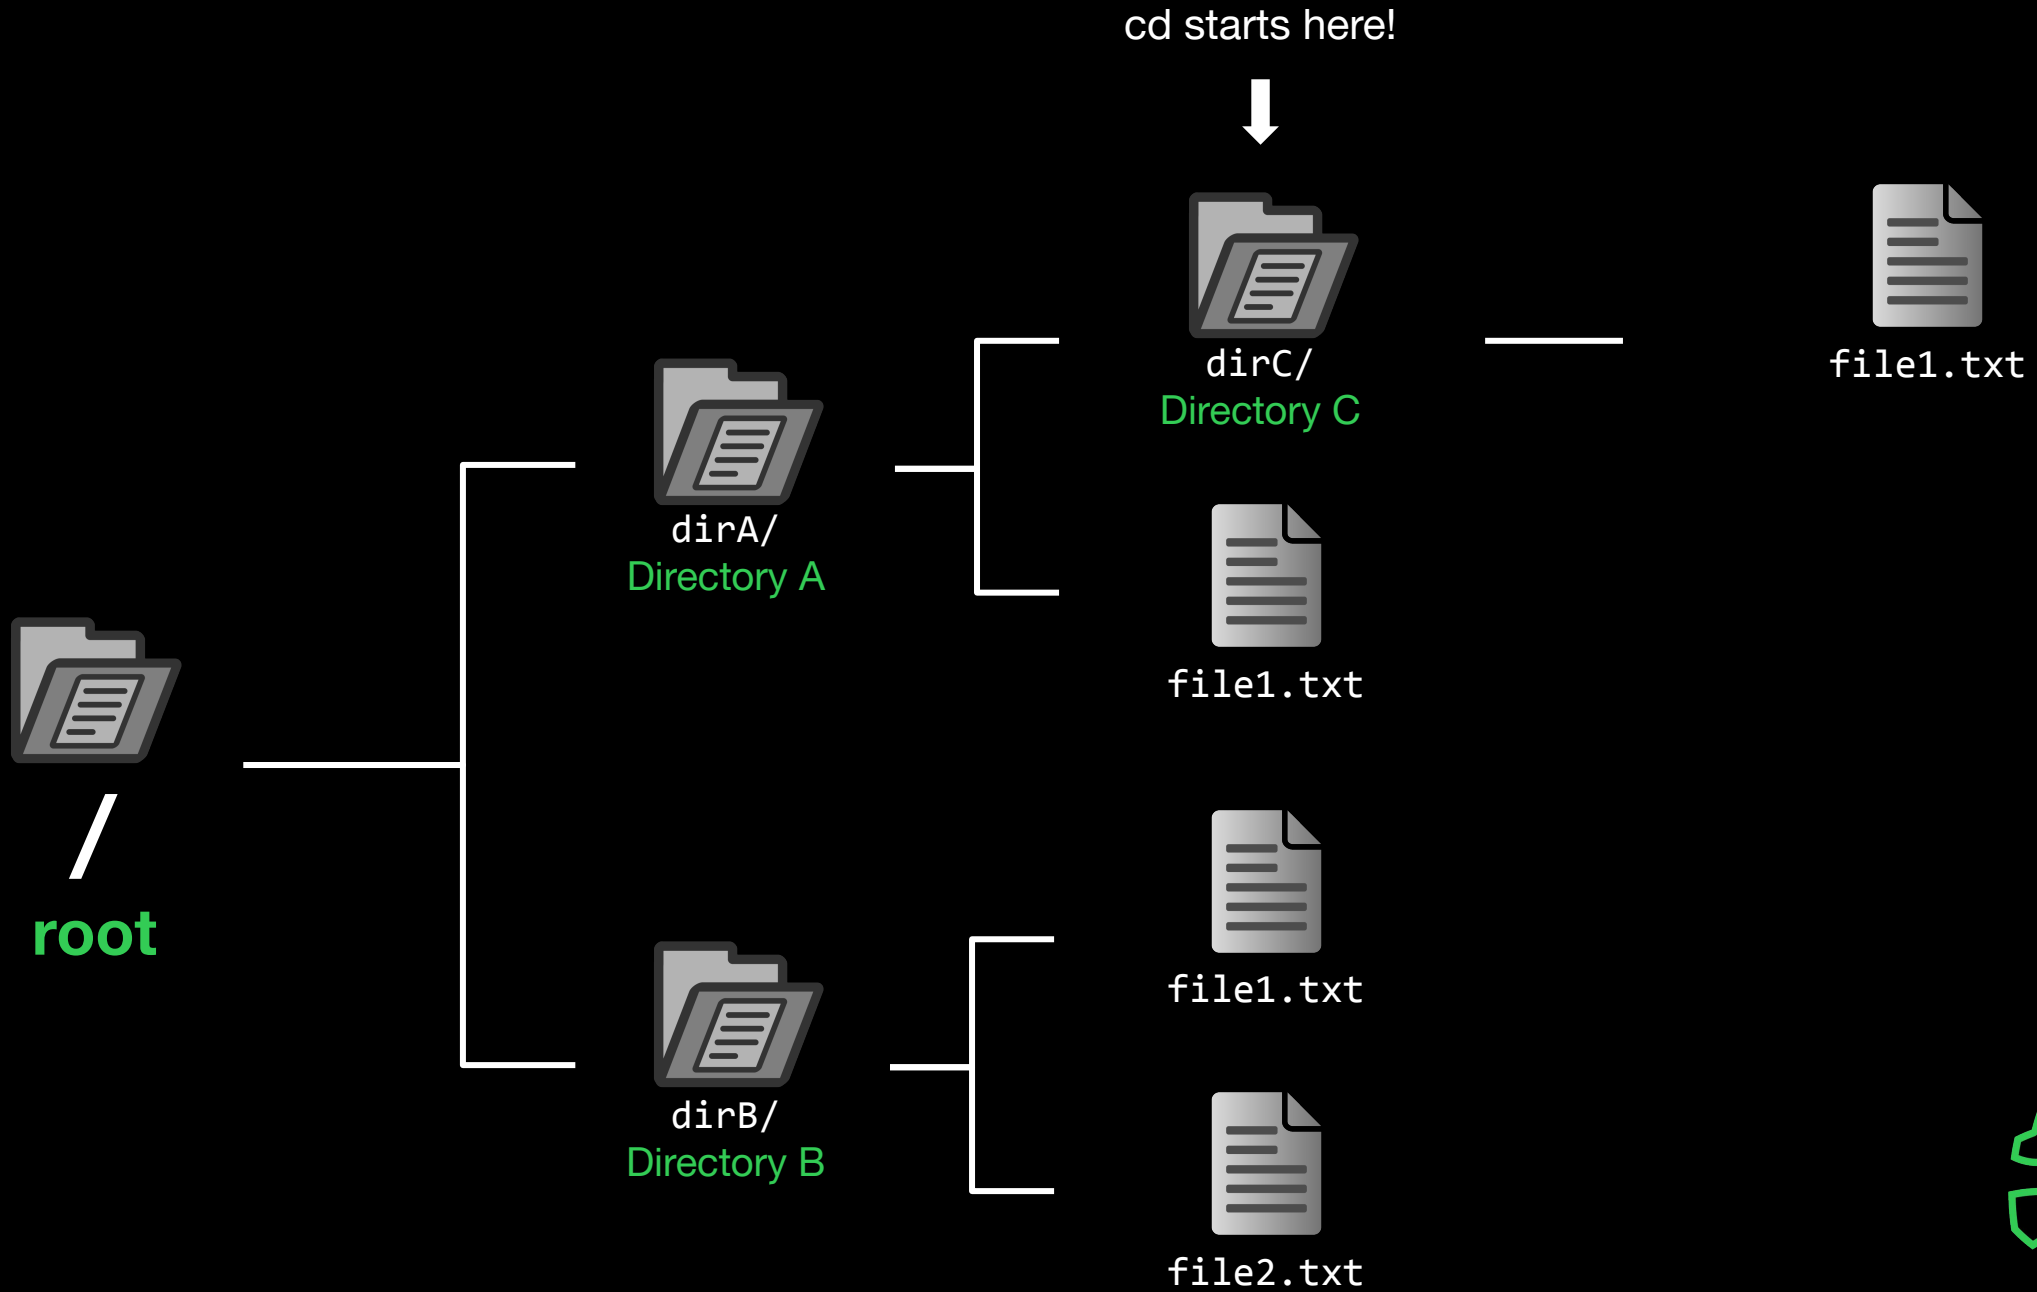 cd starts here!
dirC/
Directory C
file1.txt
dirA/
Directory A
file1.txt
/
root
file1.txt
dirB/
Directory B
file2.txt